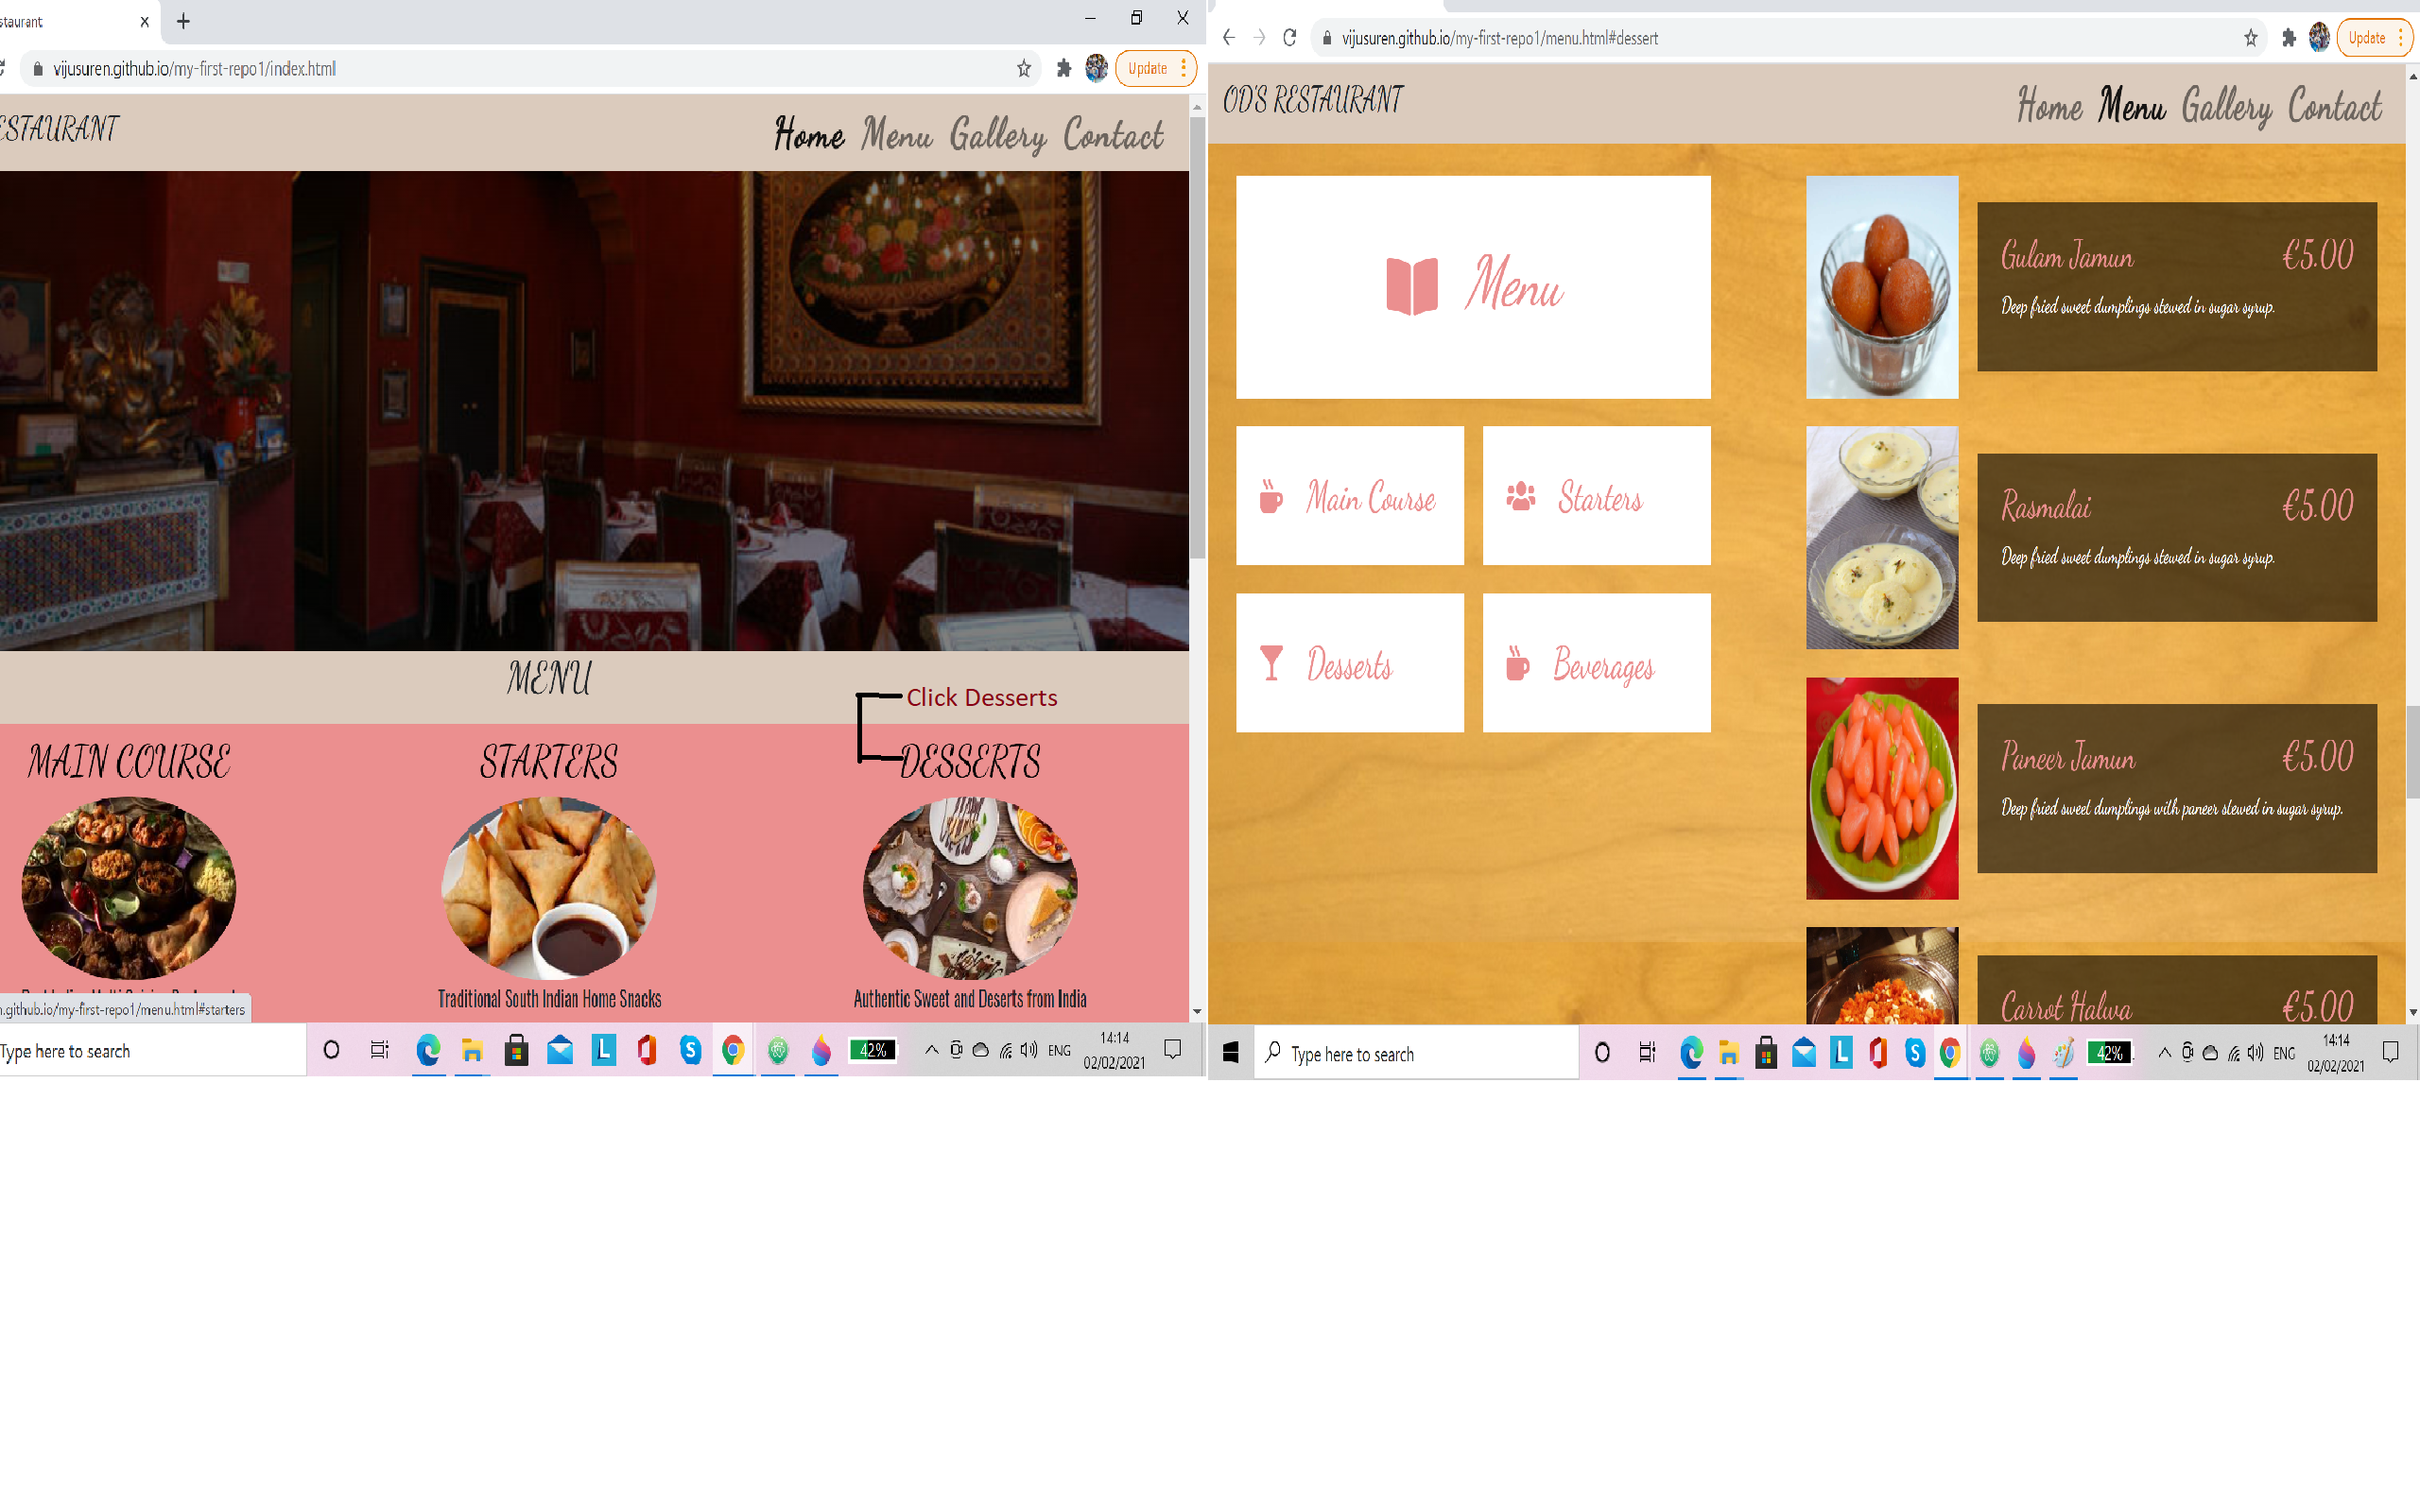 staurant
vijusuren.github.io/my-first-repo1/index.html
Update
ESTAURANT
Home Menu Gallery Contact
MENU
Click Desserts
MAIN COURSE
STARTERS
DESSERTS
Traditional South Indian Home Snacks
Authentic Sweet and Deserts from India
.github.io/my-first-repo1/menu.html#starters
Type here to search
42%
ENG
14:14
02/02/2021
vijusuren.github.io/my-first-repo1/menu.html#dessert
Update
OD'S RESTAURANT
Home Menu Gallery Contact
Menu
Main Course
Starters
Desserts
Beverages
Gulam Jamun €5.00
Deep fried sweet dumplings stewed in sugar syrup.
Rasmalai €5.00
Deep fried sweet dumplings stewed in sugar syrup.
Paneer Jamun €5.00
Deep fried sweet dumplings with paneer stewed in sugar syrup.
Carrot Halwa €5.00
Type here to search
42%
ENG
14:14
02/02/2021